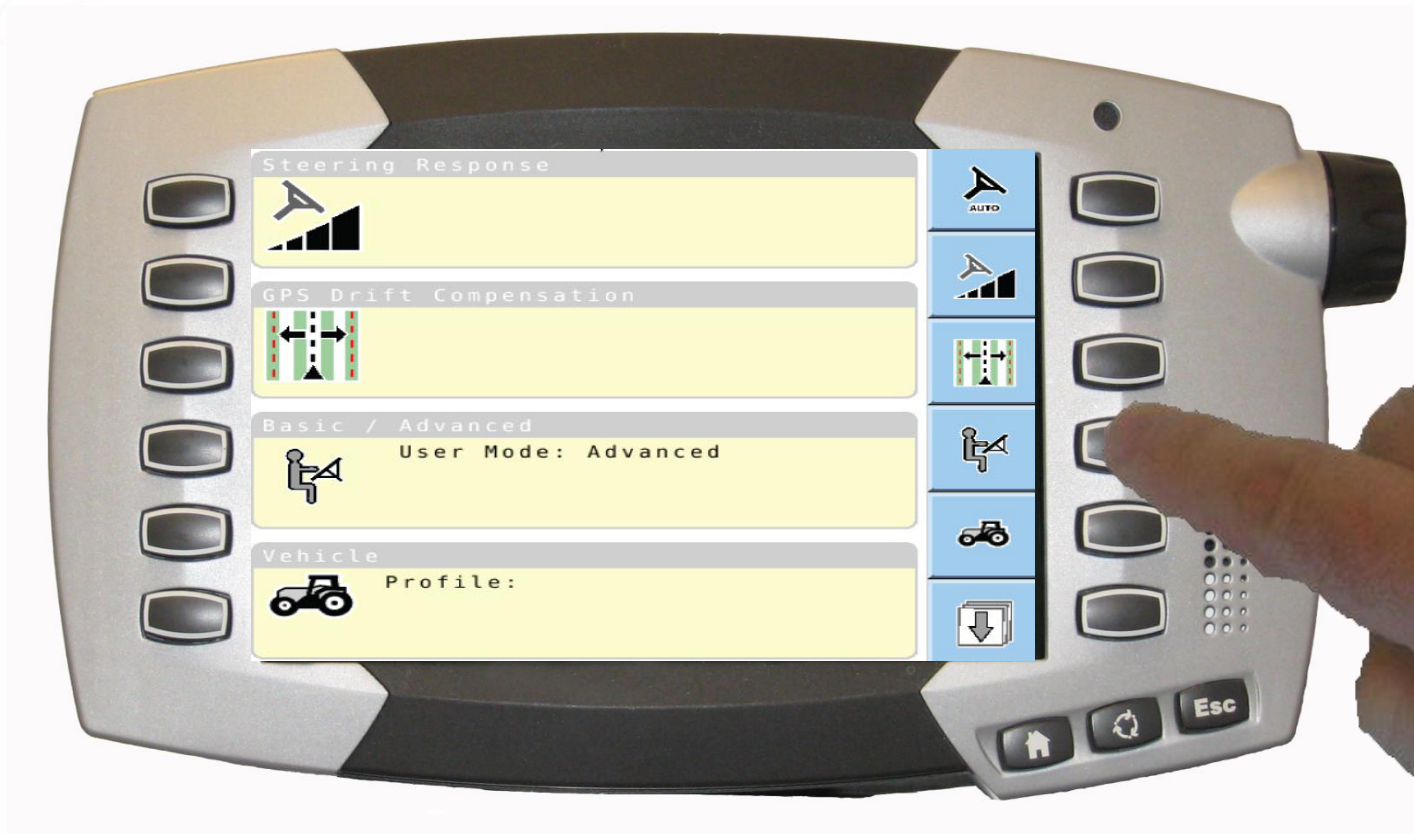 Steering Response
AUTO
GPS Drift Compensation
Basic / Advanced
User Mode: Advanced
Vehicle
Profile:
Esc